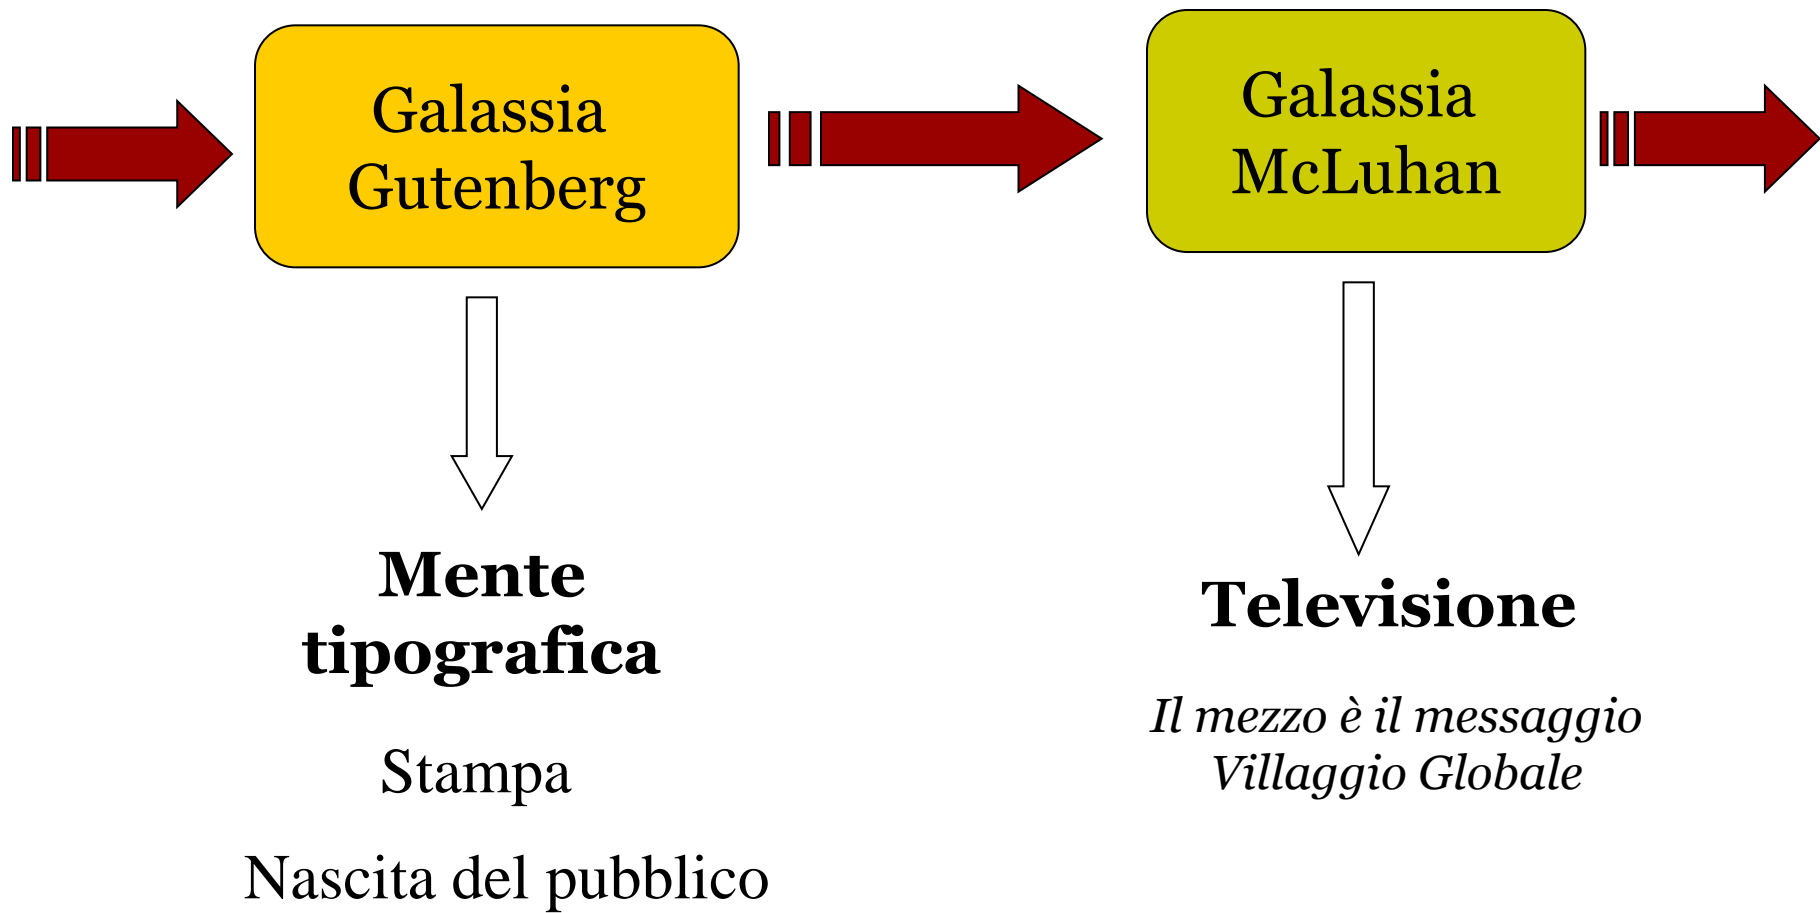 Galassia
Gutenberg
Galassia
McLuhan
Mente
tipografica
Stampa
Nascita del pubblico
Televisione
Il mezzo è il messaggio
Villaggio Globale